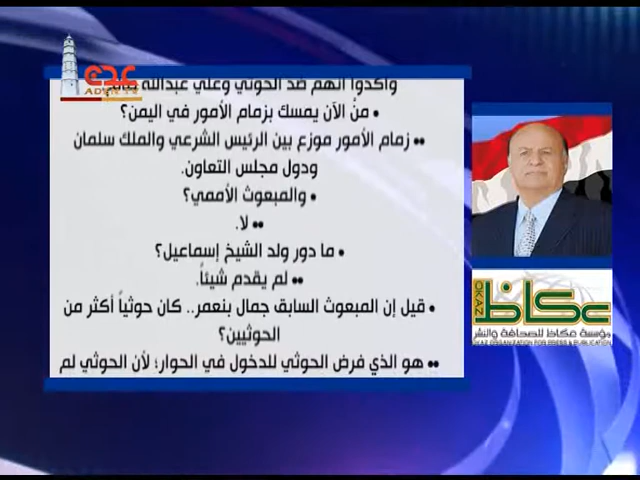 عدن
ADEN TV
وأكدوا أنهم ضد الحوثي وعلي عبدالله صالح
• من الآن يمسك بزمام الأمور في اليمن؟
•• زمام الأمور موزع بين الرئيس الشرعي والملك سلمان
ودول مجلس التعاون.
• والمبعوث الأممي؟
•• لا.
• ما دور ولد الشيخ إسماعيل؟
•• لم يقدم شيئاً.
• قيل إن المبعوث السابق جمال بنعمر.. كان حوثياً أكثر من
الحوثيين؟
•• هو الذي فرض الحوثي للدخول في الحوار؛ لأن الحوثي لم
عكاظ
OKAZ
مؤسسة عكاظ للصحافة والنشر
OKAZ ORGANIZATION FOR PRESS & PUBLICATION